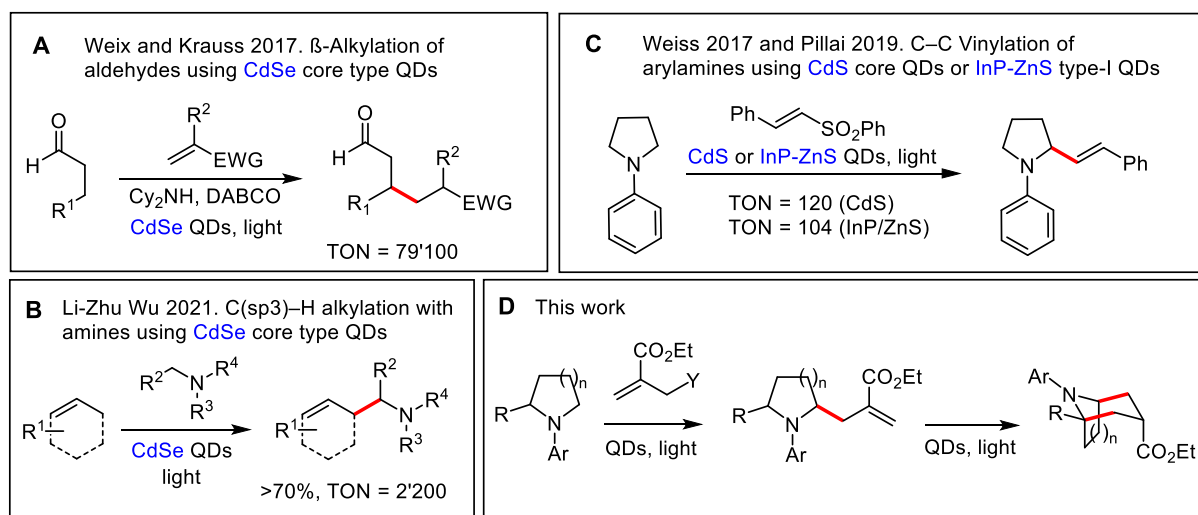 A Weix and Krauss 2017. ß-Alkylation of
aldehydes using CdSe core type QDs
O
H
R¹
R²
EWG
Cy₂NH, DABCO
CdSe QDs, light
O
H
R₁
R²
EWG
TON = 79'100
B Li-Zhu Wu 2021. C(sp3)–H alkylation with
amines using CdSe core type QDs
R¹
R² N R⁴
R³
CdSe QDs
light
R¹
R²
N R⁴
R³
>70%, TON = 2'200
C Weiss 2017 and Pillai 2019. C–C Vinylation of
arylamines using CdS core QDs or InP-ZnS type-I QDs
N
Ph
SO₂Ph
CdS or InP-ZnS QDs, light
TON = 120 (CdS)
TON = 104 (InP/ZnS)
N
Ph
D This work
R
( )n
N
Ar
CO₂Et
Y
QDs, light
R
( )n
N
Ar
CO₂Et
QDs, light
Ar
N
R
( )n
CO₂Et